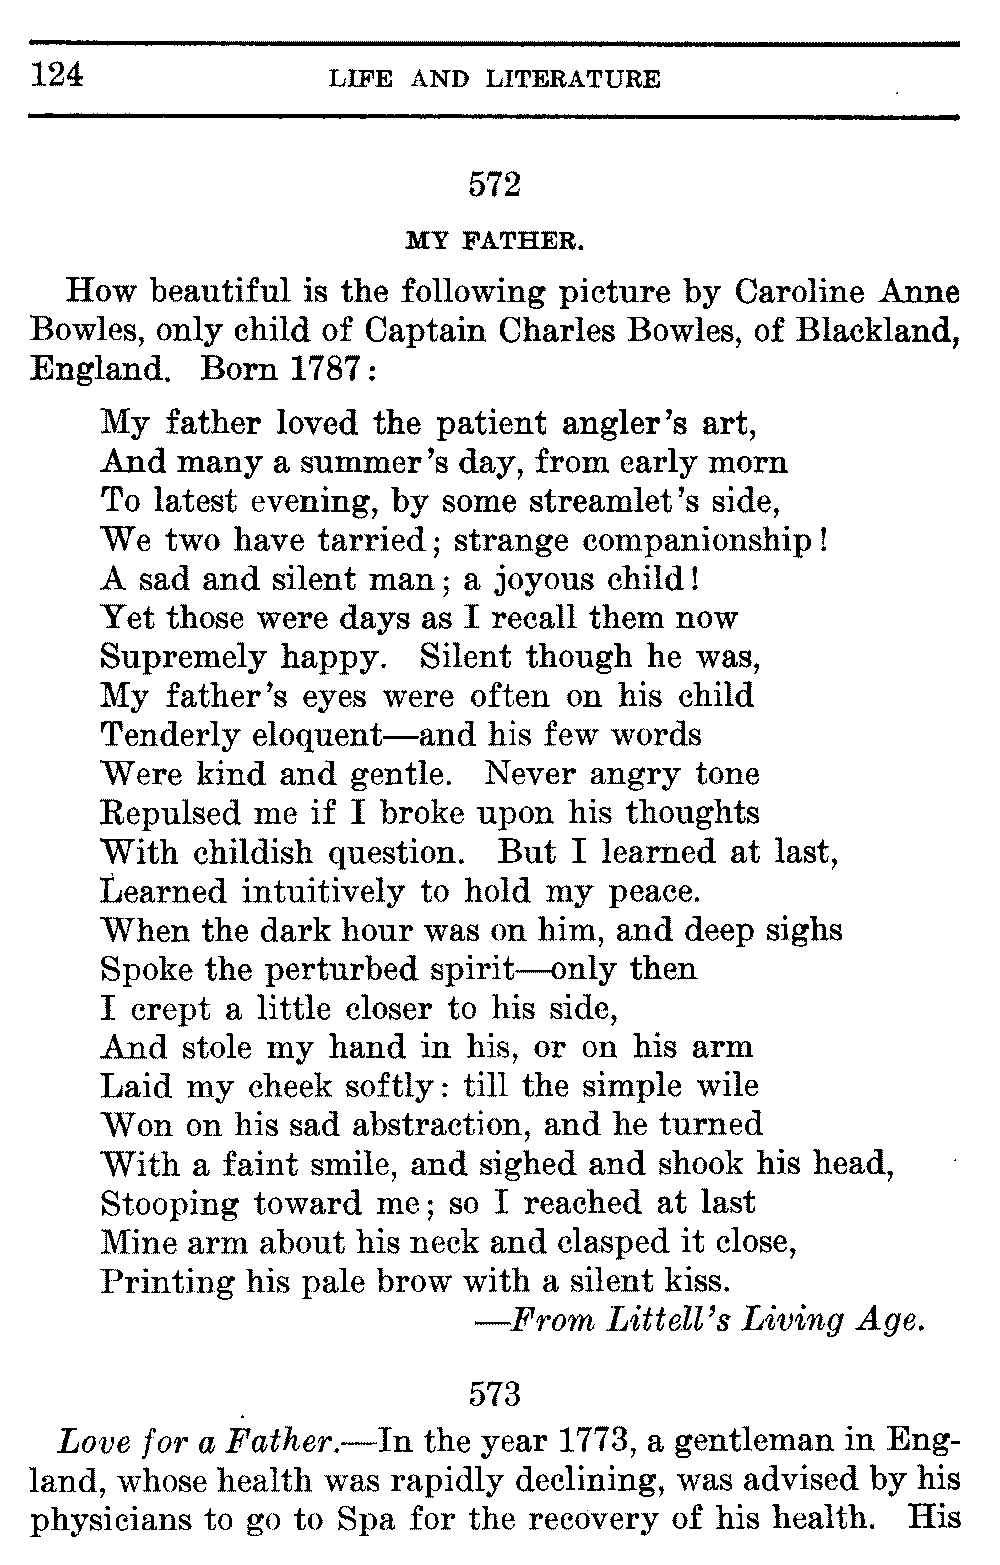 124 LIFE AND LITERATURE
572
MY FATHER.
How beautiful is the following picture by Caroline Anne
Bowles, only child of Captain Charles Bowles, of Blackland,
England. Born 1787:
My father loved the patient angler's art,
And many a summer's day, from early morn
To latest evening, by some streamlet's side,
We two have tarried; strange companionship!
A sad and silent man; a joyous child!
Yet those were days as I recall them now
Supremely happy. Silent though he was,
My father's eyes were often on his child
Tenderly eloquent—and his few words
Were kind and gentle. Never angry tone
Repulsed me if I broke upon his thoughts
With childish question. But I learned at last,
Learned intuitively to hold my peace.
When the dark hour was on him, and deep sighs
Spoke the perturbed spirit—only then
I crept a little closer to his side,
And stole my hand in his, or on his arm
Laid my cheek softly: till the simple wile
Won on his sad abstraction, and he turned
With a faint smile, and sighed and shook his head,
Stooping toward me; so I reached at last
Mine arm about his neck and clasped it close,
Printing his pale brow with a silent kiss.
—From Littell's Living Age.
573
Love for a Father.—In the year 1773, a gentleman in Eng-
land, whose health was rapidly declining, was advised by his
physicians to go to Spa for the recovery of his health. His